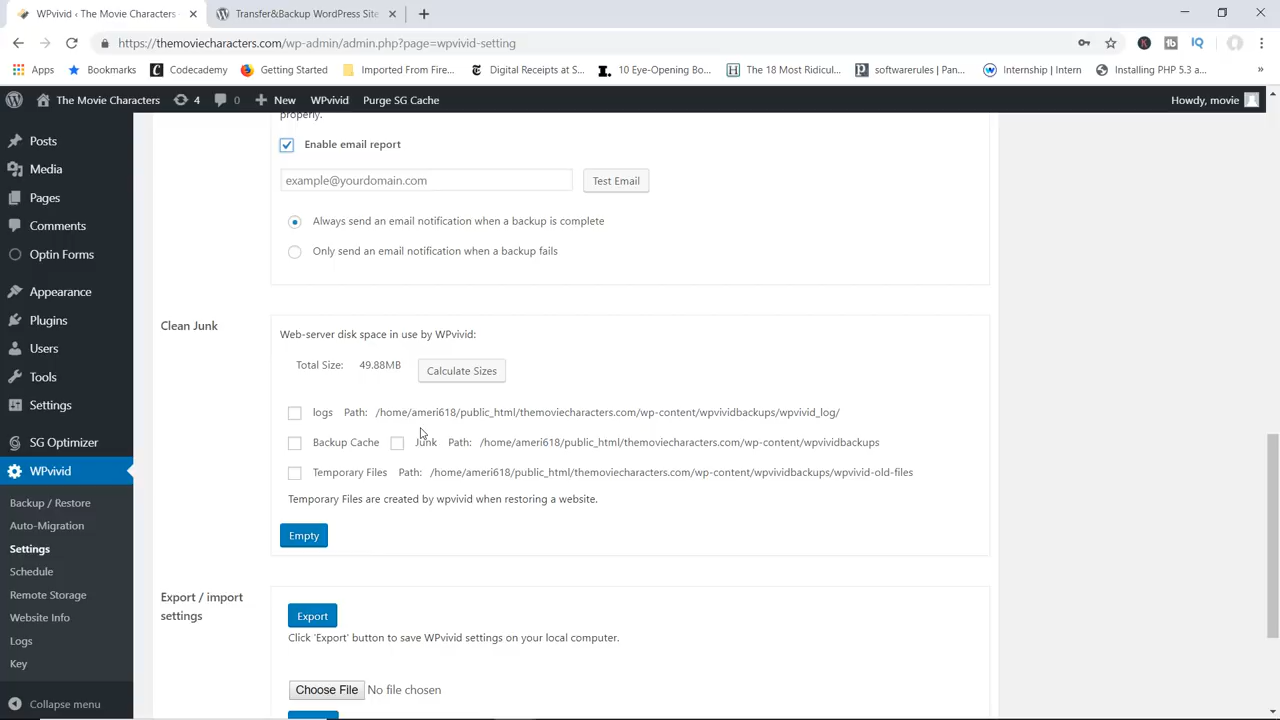 WPvivid ‹ The Movie Characters —
Transfer&Backup WordPress Site
https://themoviecharacters.com/wp-admin/admin.php?page=wpvivid-setting
Apps Bookmarks Codecademy Getting Started Imported From Fire... Digital Receipts at S... 10 Eye-Opening Bo... The 18 Most Ridicul... softwarerules | Pan... Internship | Intern Installing PHP 5.3 a... »
The Movie Characters 4 0 New WPvivid Purge SG Cache Howdy, movie
Posts
Media
Pages
Comments
Optin Forms
Appearance
Plugins
Users
Tools
Settings
SG Optimizer
WPvivid
Backup / Restore
Auto-Migration
Settings
Schedule
Remote Storage
Website Info
Logs
Key
Collapse menu
properly.
Enable email report
example@yourdomain.com Test Email
Always send an email notification when a backup is complete
Only send an email notification when a backup fails
Clean Junk
Web-server disk space in use by WPvivid:
Total Size: 49.88MB Calculate Sizes
logs Path: /home/ameri618/public_html/themoviecharacters.com/wp-content/wpvividbackups/wpvivid_log/
Backup Cache Junk Path: /home/ameri618/public_html/themoviecharacters.com/wp-content/wpvividbackups
Temporary Files Path: /home/ameri618/public_html/themoviecharacters.com/wp-content/wpvividbackups/wpvivid-old-files
Temporary Files are created by wpvivid when restoring a website.
Empty
Export / import
settings
Export
Click 'Export' button to save WPvivid settings on your local computer.
Choose File No file chosen